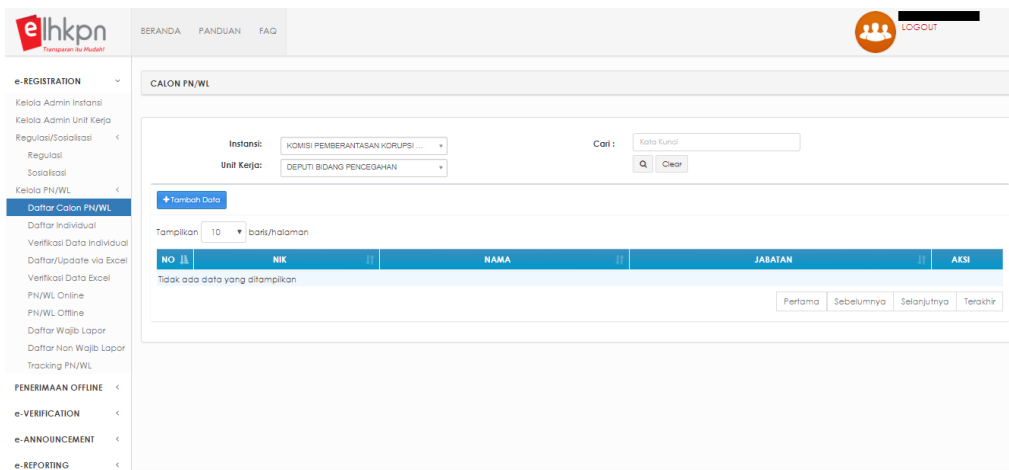 elhkpn
Transparan itu Mudah!
BERANDA PANDUAN FAQ
LOGOUT
e-REGISTRATION
Kelola Admin Instansi
Kelola Admin Unit Kerja
Regulasi/Sosialisasi
Regulasi
Sosialisasi
Kelola PN/WL
Daftar Calon PN/WL
Daftar Individual
Verifikasi Data Individual
Daftar/Update via Excel
Verifikasi Data Excel
PN/WL Online
PN/WL Offline
Daftar Wajib Lapor
Daftar Non Wajib Lapor
Tracking PN/WL
PENERIMAAN OFFLINE
e-VERIFICATION
e-ANNOUNCEMENT
e-REPORTING
CALON PN/WL
Instansi: KOMISI PEMBERANTASAN KORUPSI ...
Cari : Kata Kunci
Unit Kerja: DEPUTI BIDANG PENCEGAHAN
Clear
+Tambah Data
Tampilkan 10 baris/halaman
NO NIK NAMA JABATAN AKSI
Tidak ada data yang ditampilkan
Pertama Sebelumnya Selanjutnya Terakhir